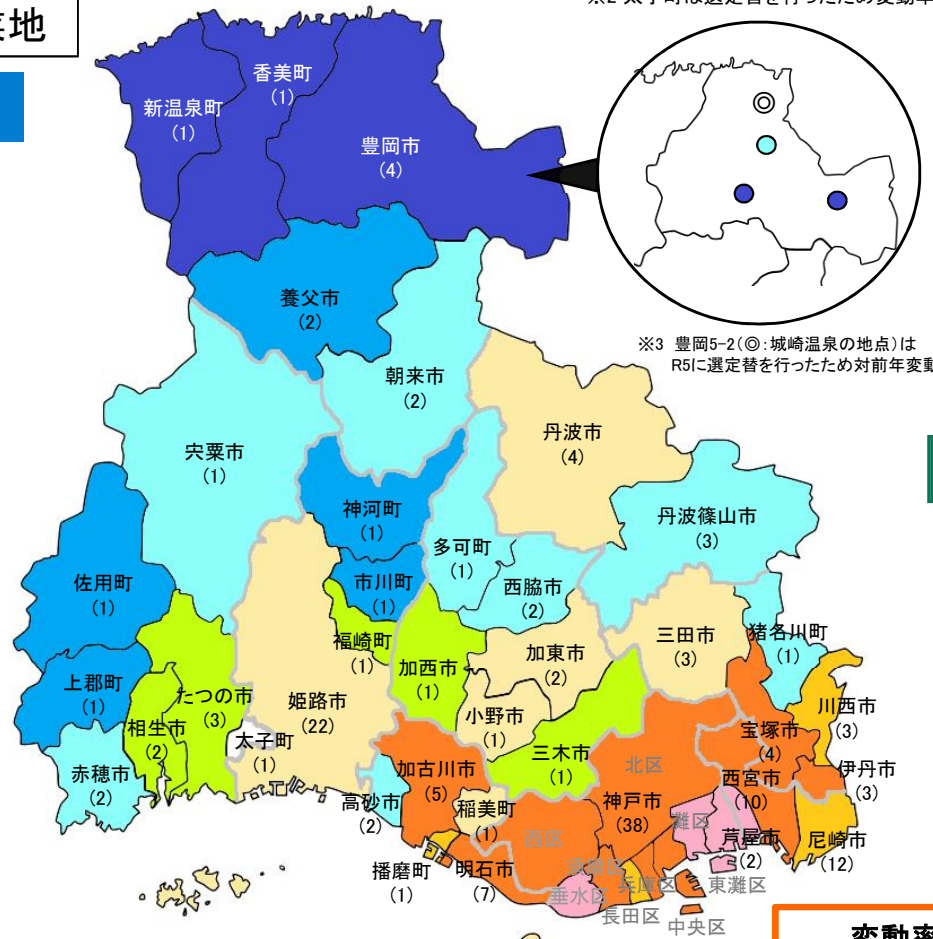 業地
※2 太子町は選定替を行ったため変動率
香美町
(1)
新温泉町
(1)
豊岡市
(4)
◎
養父市
(2)
※3 豊岡5-2(◎:城崎温泉の地点)は
R5に選定替を行ったため対前年変動
朝来市
(2)
丹波市
(4)
宍粟市
(1)
神河町
(1)
丹波篠山市
(3)
多可町
(1)
佐用町
(1)
市川町
(1)
西脇市
(2)
福崎町
(1)
加西市
(1)
加東市
(2)
三田市
(3)
猪名川町
(1)
上郡町
(1)
たつの市
(3)
姫路市
(22)
相生市
(2)
小野市
(1)
川西市
(3)
太子町
(1)
三木市
(1)
宝塚市
(4)
赤穂市
(2)
加古川市
(5)
北区
西宮市
(10)
伊丹市
(3)
高砂市
(2)
稲美町
(1)
神戸市
(38)
灘区
芦屋市
(2)
尼崎市
(12)
西区
播磨町
(1)
明石市
(7)
須磨区
兵庫区
東灘区
垂水区
長田区
中央区
変動率